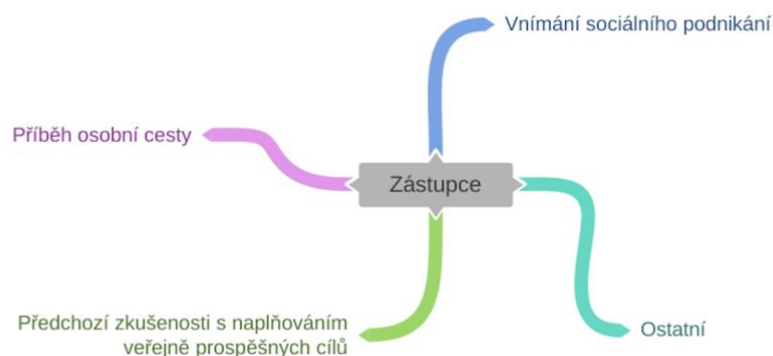 Vnímání sociálního podnikání
Příběh osobní cesty
Zástupce
Předchozí zkušenosti s naplňováním
veřejně prospěšných cílů
Ostatní